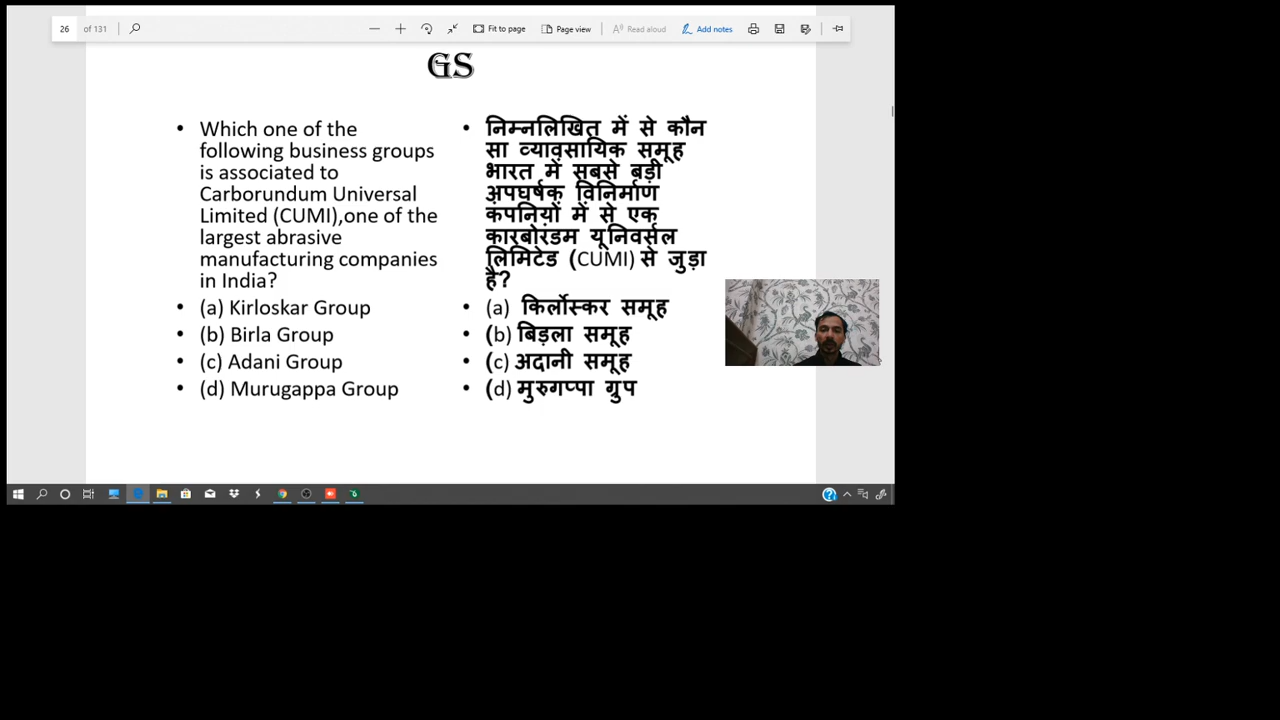 26 of 131 Fit to page Page view Read aloud Add notes
GS
• Which one of the
following business groups
is associated to
Carborundum Universal
Limited (CUMI),one of the
largest abrasive
manufacturing companies
in India?
• (a) Kirloskar Group
• (b) Birla Group
• (c) Adani Group
• (d) Murugappa Group
• निम्नलिखित में से कौन
सा व्यावसायिक समूह
भारत में सबसे बड़ी
अपघर्षक विनिर्माण
कंपनियों में से एक
कारबोरंडम यूनिवर्सल
लिमिटेड (CUMI) से जुड़ा
है?
• (a) किर्लोस्कर समूह
• (b) बिड़ला समूह
• (c) अदानी समूह
• (d) मुरुगप्पा ग्रुप